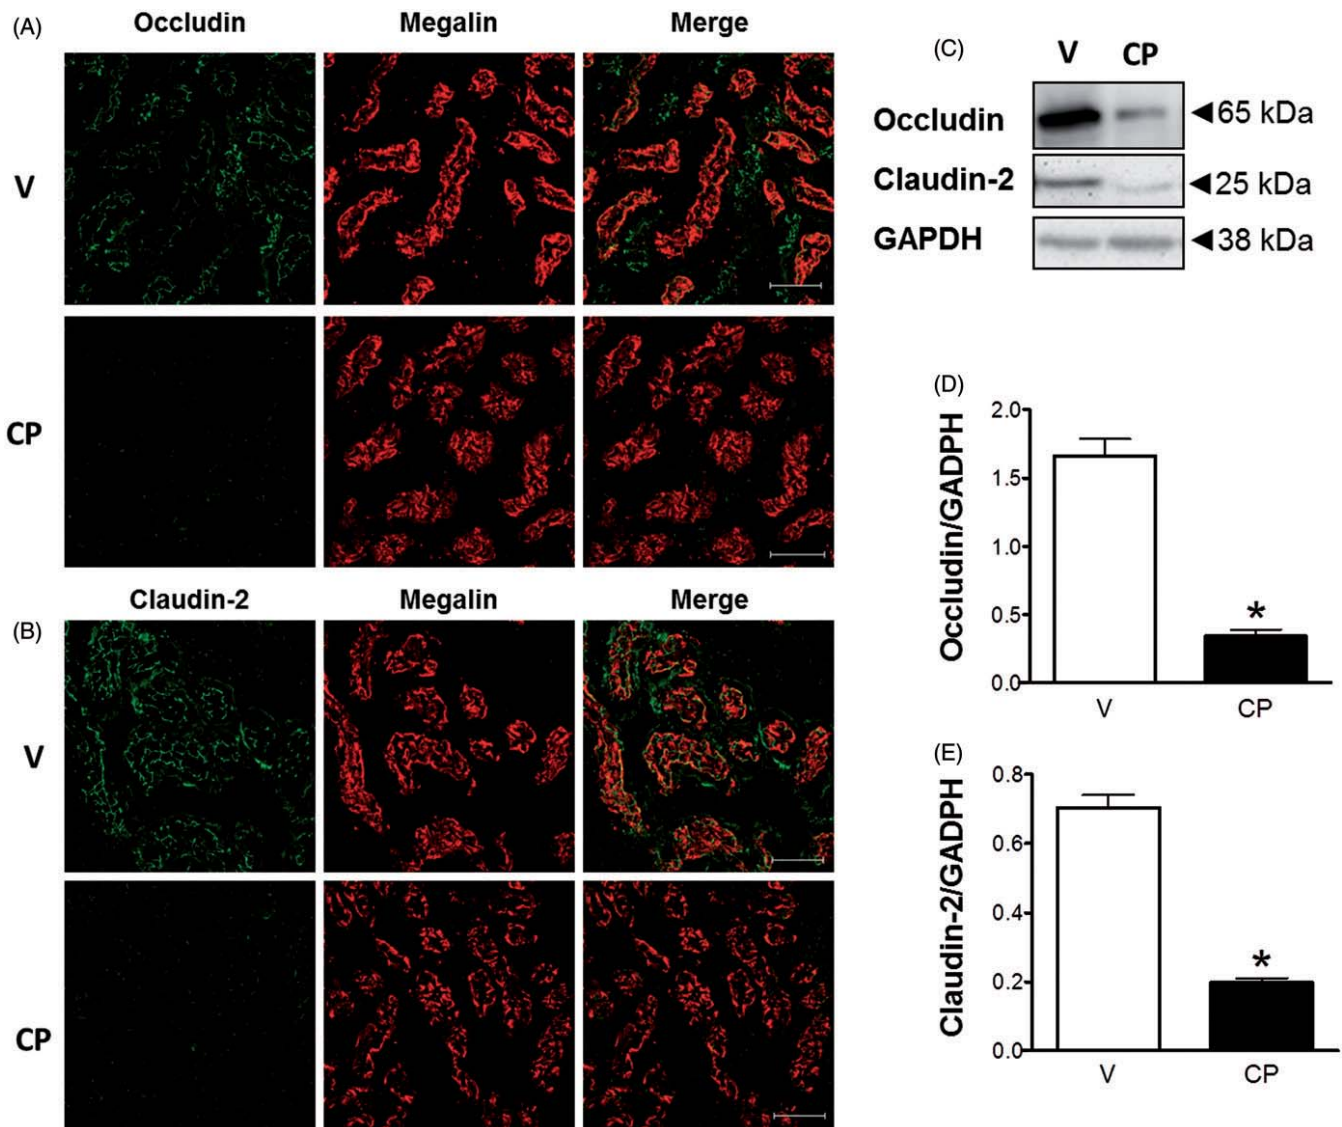 (A)
Occludin Megalin Merge
V
CP
(B)
Claudin-2 Megalin Merge
V
CP
(C)
V CP
Occludin ◄65 kDa
Claudin-2 ◄25 kDa
GAPDH ◄38 kDa
(D)
Occludin/GADPH
2.0
1.5
1.0
0.5
0.0
*
V CP
(E)
Claudin-2/GADPH
0.8
0.6
0.4
0.2
0.0
*
V CP